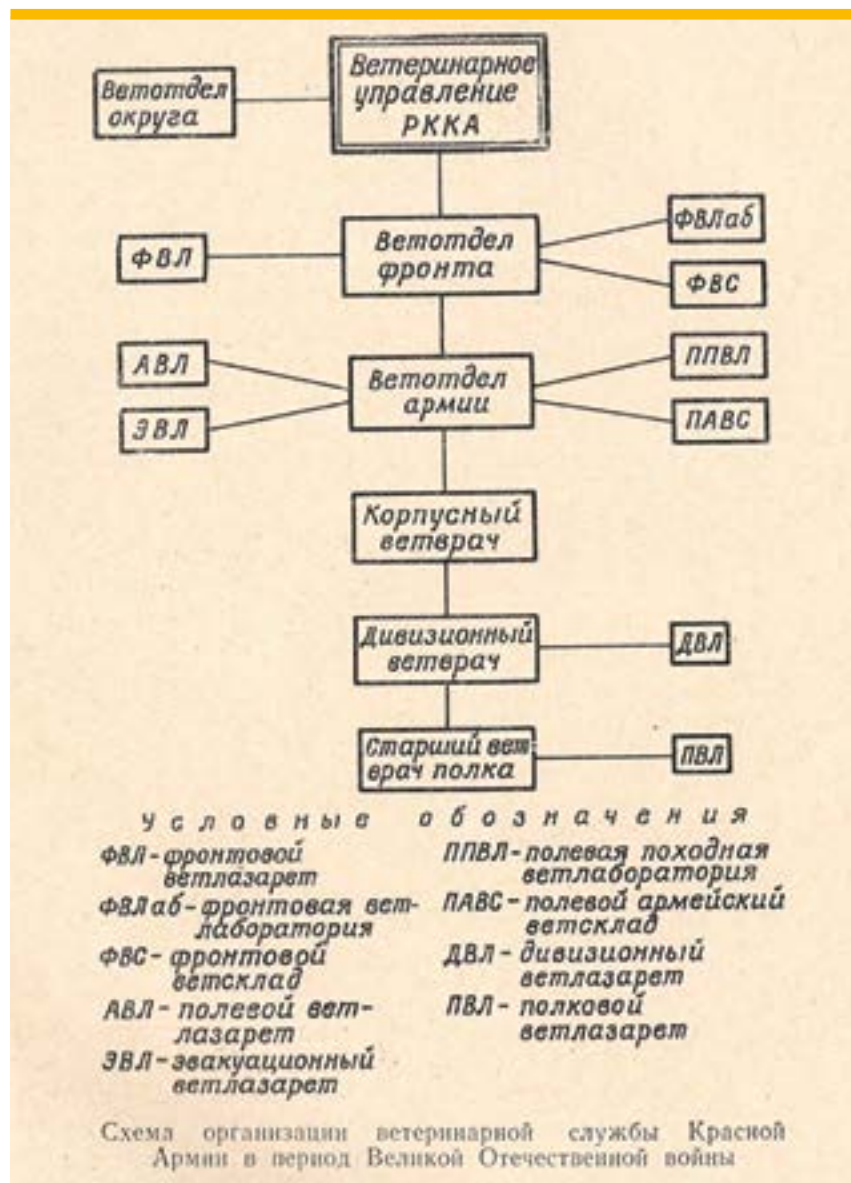 Ветеринарное
управление
РККА
Ветотдел
округа
Ветотдел
фронта
ФВЛ
ФВЛаб
ФВС
Ветотдел
армии
АВЛ
ЭВЛ
ППВЛ
ПАВС
Корпусный
ветврач
Дивизионный
ветврач
ДВЛ
Старший вет
врач полка
ПВЛ
Условные обозначения
ФВЛ-фронтовой
ветлазарет
ФВЛаб-фронтовая вет-
лаборатория
ФВС-фронтовой
ветсклад
АВЛ-полевой вет-
лазарет
ЭВЛ-эвакуационный
ветлазарет
ППВЛ-полевая походная
ветлаборатория
ПАВС-полевой армейский
ветсклад
ДВЛ-дивизионный
ветлазарет
ПВЛ-полковой
ветлазарет
Схема организации ветеринарной службы Красной
Армии в период Великой Отечественной войны